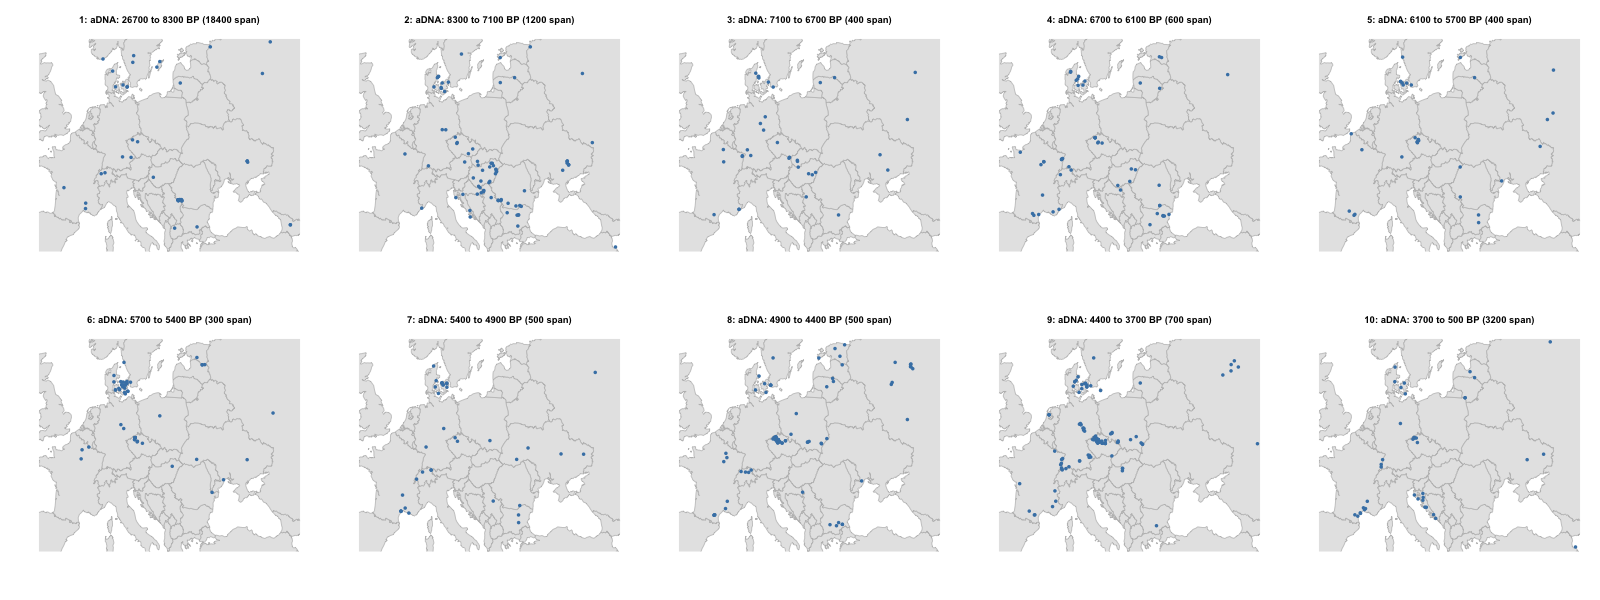 1: aDNA: 26700 to 8300 BP (18400 span)
2: aDNA: 8300 to 7100 BP (1200 span)
3: aDNA: 7100 to 6700 BP (400 span)
4: aDNA: 6700 to 6100 BP (600 span)
5: aDNA: 6100 to 5700 BP (400 span)
6: aDNA: 5700 to 5400 BP (300 span)
7: aDNA: 5400 to 4900 BP (500 span)
8: aDNA: 4900 to 4400 BP (500 span)
9: aDNA: 4400 to 3700 BP (700 span)
10: aDNA: 3700 to 500 BP (3200 span)